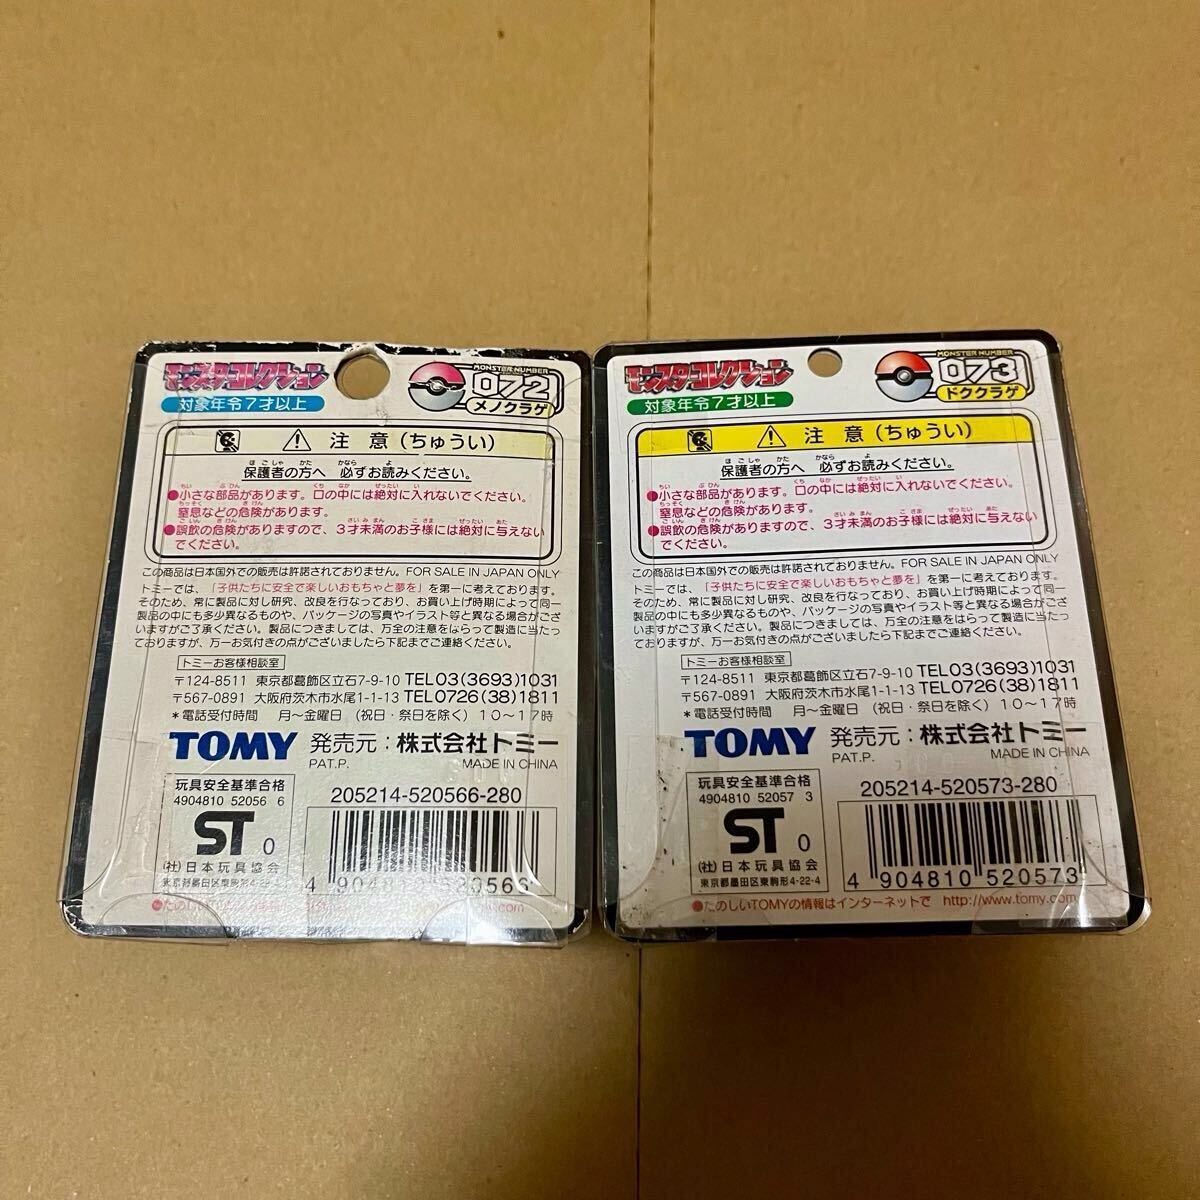 モンスターコレクション
MONSTER NUMBER
072
メノクラゲ
対象年令7才以上
注意(ちゅうい)
保護者の方へ 必ずお読みください。
●小さな部品があります。口の中には絶対に入れないでください。
窒息などの危険があります。
●誤飲の危険がありますので、3才未満のお子様には絶対に与えない
でください。
この商品は日本国外での販売は許諾されておりません。FOR SALE IN JAPAN ONLY
トミーでは、「子供たちに安全で楽しいおもちゃと夢を」を第一に考えております。
そのため、常に製品に対し研究、改良を行なっており、お買い上げ時期によって同一
製品の中にも多少異なるものや、パッケージの写真やイラスト等と異なる場合がござ
いますがご了承ください。製品につきましては、万全の注意をはらって製造に当たっ
ておりますが、万一お気付きの点がございましたら下記までご連絡ください。
トミーお客様相談室
〒124-8511 東京都葛飾区立石7-9-10 TEL03(3693)1031
〒567-0891 大阪府茨木市水尾1-1-13 TEL0726(38)1811
*電話受付時間 月～金曜日(祝日・祭日を除く)10～17時
TOMY 発売元:株式会社トミー
PAT.P. MADE IN CHINA
玩具安全基準合格
4904810 52056 6
ST 0
(社)日本玩具協会
東京都墨田区東駒形4-22-4
205214-520566-280
4 904810 520566
●たのしいTOMYの情報は
.com
モンスターコレクション
MONSTER NUMBER
073
ドククラゲ
対象年令7才以上
注意(ちゅうい)
保護者の方へ 必ずお読みください。
●小さな部品があります。口の中には絶対に入れないでください。
窒息などの危険があります。
●誤飲の危険がありますので、3才未満のお子様には絶対に与えない
でください。
この商品は日本国外での販売は許諾されておりません。FOR SALE IN JAPAN ONLY
トミーでは、「子供たちに安全で楽しいおもちゃと夢を」を第一に考えております。
そのため、常に製品に対し研究、改良を行なっており、お買い上げ時期によって同一
製品の中にも多少異なるものや、パッケージの写真やイラスト等と異なる場合がござ
いますがご了承ください。製品につきましては、万全の注意をはらって製造に当たっ
ておりますが、万一お気付きの点がございましたら下記までご連絡ください。
トミーお客様相談室
〒124-8511 東京都葛飾区立石7-9-10 TEL03(3693)1031
〒567-0891 大阪府茨木市水尾1-1-13 TEL0726(38)1811
*電話受付時間 月～金曜日(祝日・祭日を除く)10～17時
TOMY 発売元:株式会社トミー
PAT.P. MADE IN CHINA
玩具安全基準合格
4904810 52057 3
ST 0
(社)日本玩具協会
東京都墨田区東駒形4-22-4
205214-520573-280
4 904810 520573
●たのしいTOMYの情報はインターネットで http://www.tomy.com